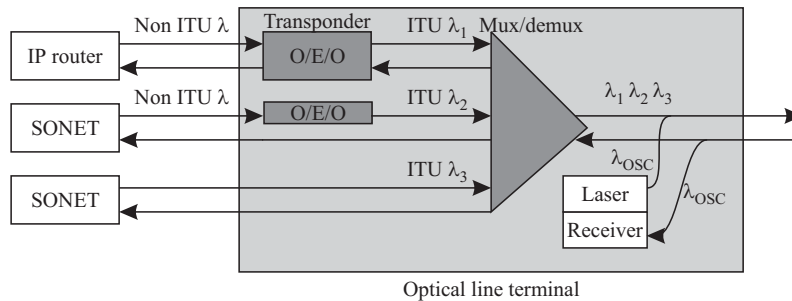 Non ITU λ
Transponder
ITU λ1
Mux/demux
IP router
O/E/O
Non ITU λ
ITU λ2
λ1 λ2 λ3
SONET
O/E/O
ITU λ3
λOSC
λOSC
SONET
Laser
Receiver
Optical line terminal